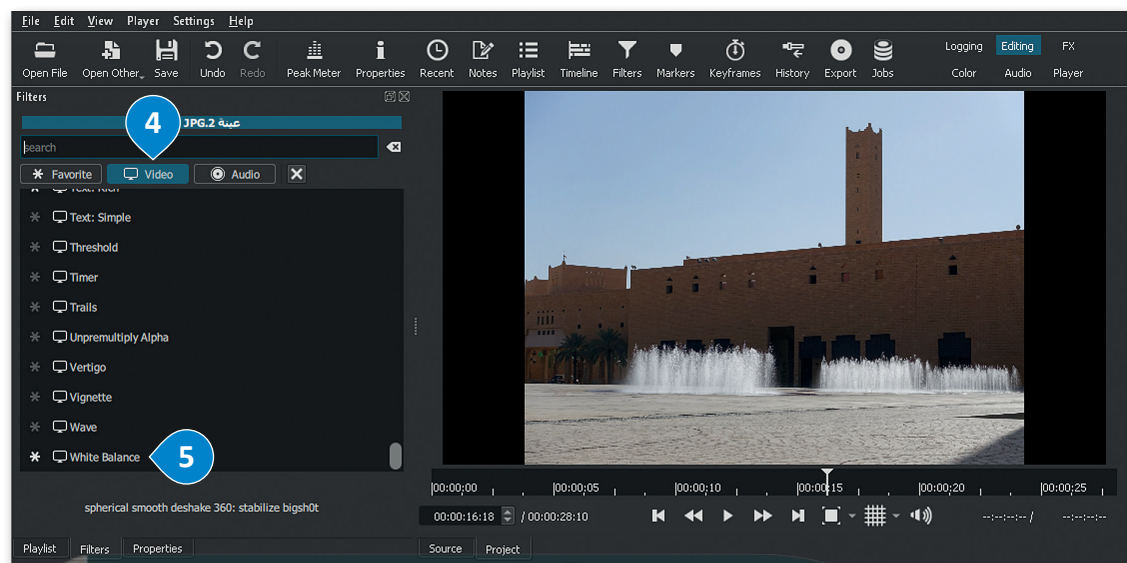 File Edit View Player Settings Help
Open File Open Other Save Undo Redo Peak Meter Properties Recent Notes Playlist Timeline Filters Markers Keyframes History Export Jobs
Logging Editing FX
Color Audio Player
Filters
عينة 2.JPG
4
search
Favorite Video Audio
Text: Rich
Text: Simple
Threshold
Timer
Trails
Unpremultiply Alpha
Vertigo
Vignette
Wave
White Balance
5
spherical smooth deshake 360: stabilize bigsh0t
Playlist Filters Properties
00:00;00 00:00;05 00:00;10 00:00;15 00:00;20 00:00;25
00:00:16:18 / 00:00:28:10 --:--:--:-- / --:--:--:--
Source Project